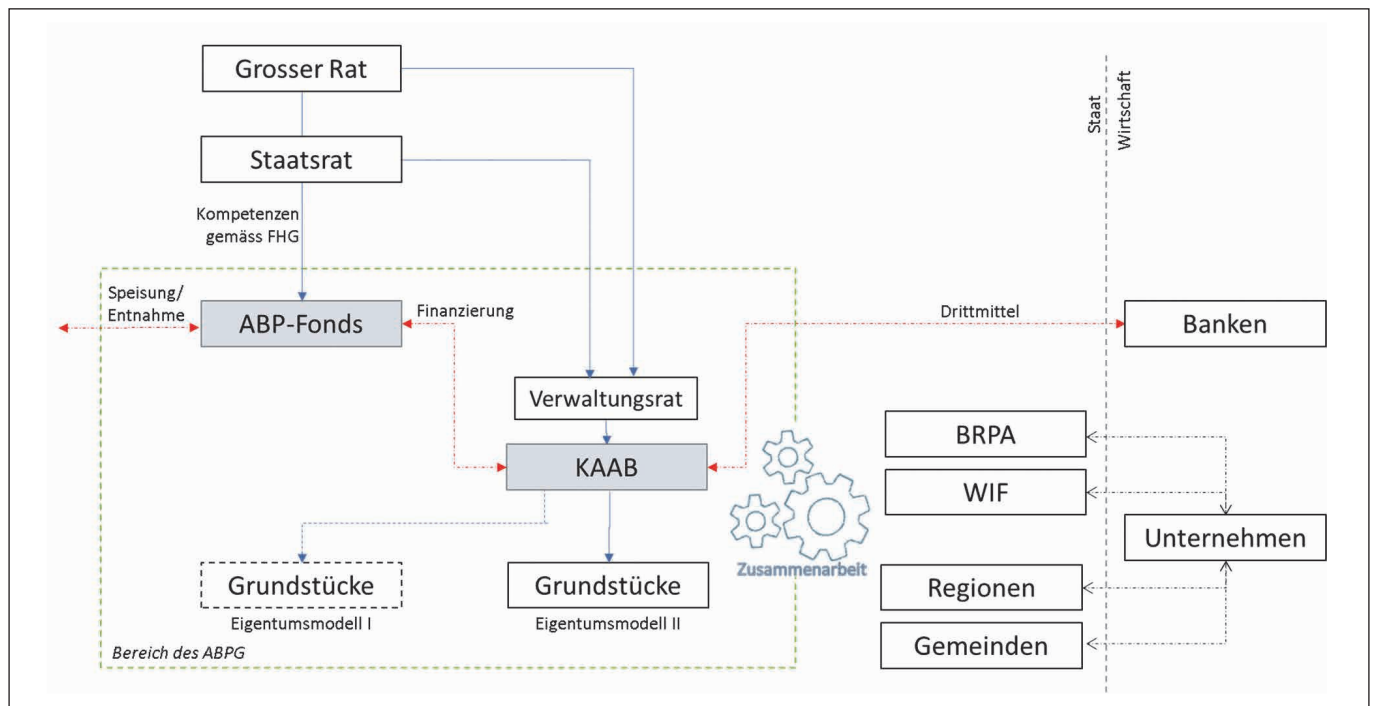 Grosser Rat
Staatsrat
Kompetenzen
gemäss FHG
Staat
Wirtschaft
Speisung/
Entnahme
ABP-Fonds
Finanzierung
Drittmittel
Banken
Verwaltungsrat
KAAB
BRPA
WIF
Unternehmen
Zusammenarbeit
Grundstücke
Eigentumsmodell I
Grundstücke
Eigentumsmodell II
Regionen
Gemeinden
Bereich des ABPG